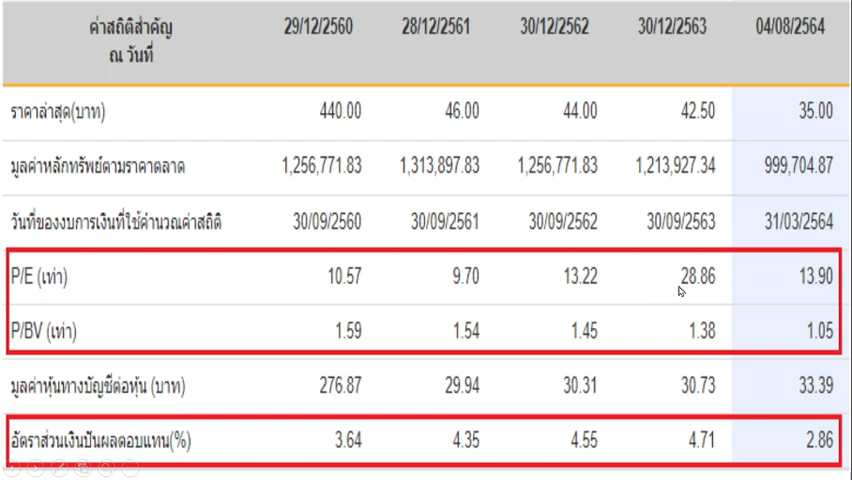 ค่าสถิติสำคัญ 29/12/2560 28/12/2561 30/12/2562 30/12/2563 04/08/2564
ณ วันที่
ราคาล่าสุด(บาท) 440.00 46.00 44.00 42.50 35.00
มูลค่าหลักทรัพย์ตามราคาตลาด 1,256,771.83 1,313,897.83 1,256,771.83 1,213,927.34 999,704.87
วันที่ของงบการเงินที่ใช้คำนวณค่าสถิติ 30/09/2560 30/09/2561 30/09/2562 30/09/2563 31/03/2564
P/E (เท่า) 10.57 9.70 13.22 28.86 13.90
P/BV (เท่า) 1.59 1.54 1.45 1.38 1.05
มูลค่าหุ้นทางบัญชีต่อหุ้น (บาท) 276.87 29.94 30.31 30.73 33.39
อัตราส่วนเงินปันผลตอบแทน(%) 3.64 4.35 4.55 4.71 2.86